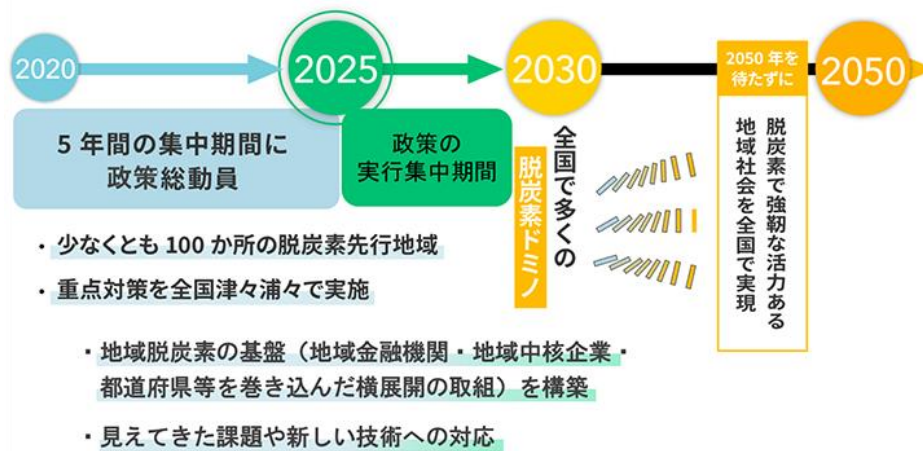 2020
2025
2030
2050年を
待たずに
2050
5年間の集中期間に
政策総動員
政策の
実行集中期間
全国で多くの
脱炭素ドミノ
脱炭素で強靭な活力ある
地域社会を全国で実現
・少なくとも100か所の脱炭素先行地域
・重点対策を全国津々浦々で実施
・地域脱炭素の基盤（地域金融機関・地域中核企業・
都道府県等を巻き込んだ横展開の取組）を構築
・見えてきた課題や新しい技術への対応